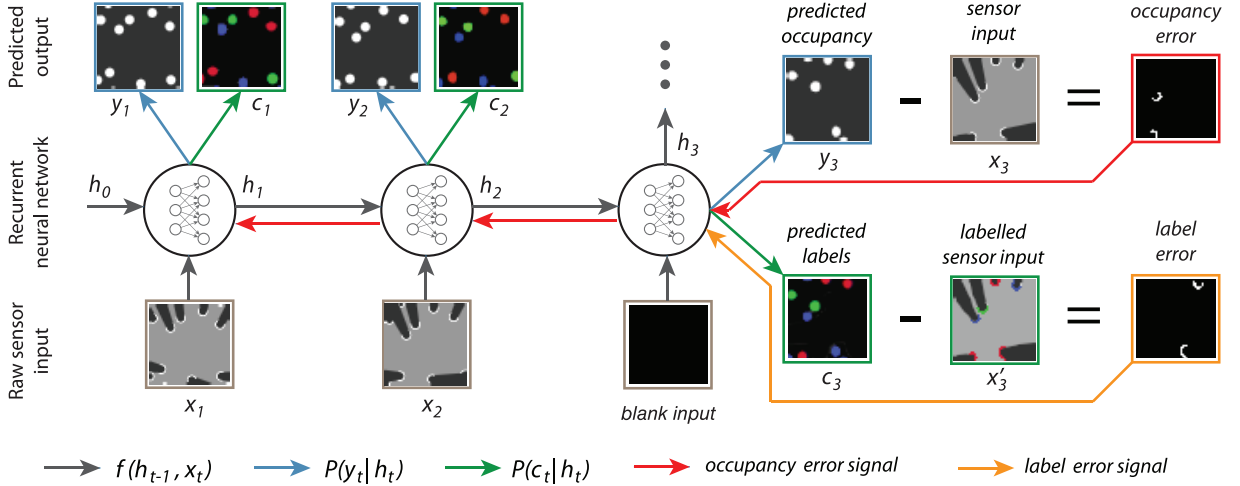 Predicted
output
y1
c1
y2
c2
predicted
occupancy
sensor
input
occupancy
error
-
=
y3
x3
Recurrent
neural network
h0
h1
h2
h3
predicted
labels
labelled
sensor input
label
error
-
=
c3
x′3
Raw sensor
input
x1
x2
blank input
f(ht-1, xt)
P(yt|ht)
P(ct|ht)
occupancy error signal
label error signal